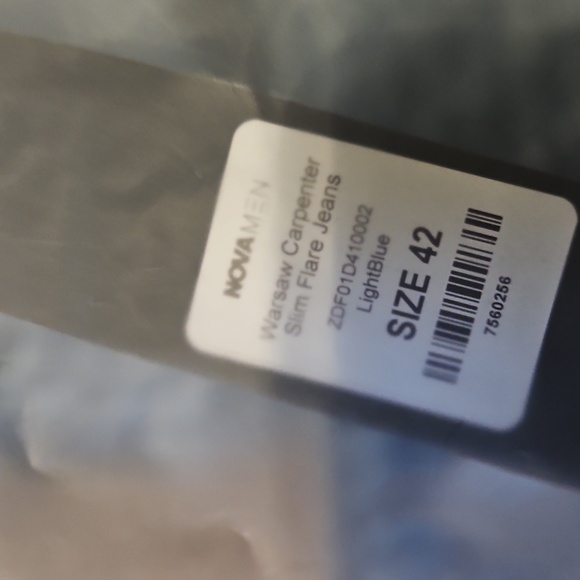 NOVAMEN
Warsaw Carpenter
Slim Flare Jeans
ZDF01D410002
LightBlue
SIZE 42
7560256